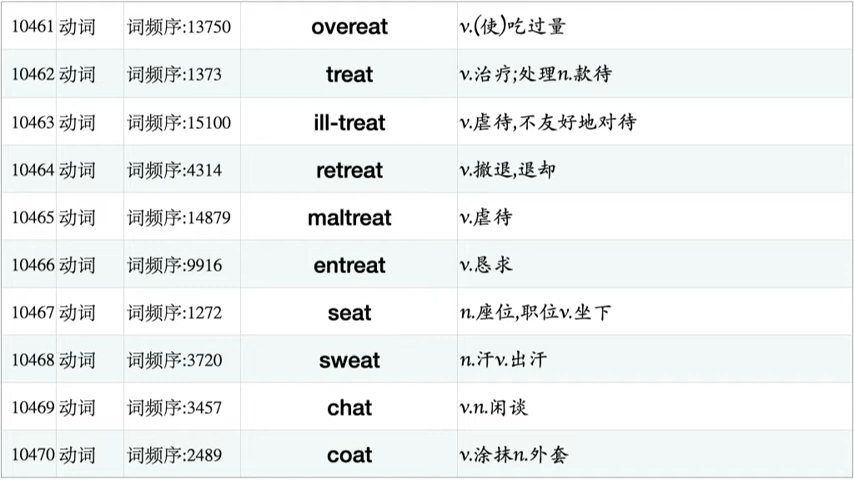 10461 动词 词频序:13750 overeat v.(使)吃过量
10462 动词 词频序:1373 treat v.治疗;处理n.款待
10463 动词 词频序:15100 ill-treat v.虐待,不友好地对待
10464 动词 词频序:4314 retreat v.撤退,退却
10465 动词 词频序:14879 maltreat v.虐待
10466 动词 词频序:9916 entreat v.恳求
10467 动词 词频序:1272 seat n.座位,职位v.坐下
10468 动词 词频序:3720 sweat n.汗v.出汗
10469 动词 词频序:3457 chat v.n.闲谈
10470 动词 词频序:2489 coat v.涂抹n.外套